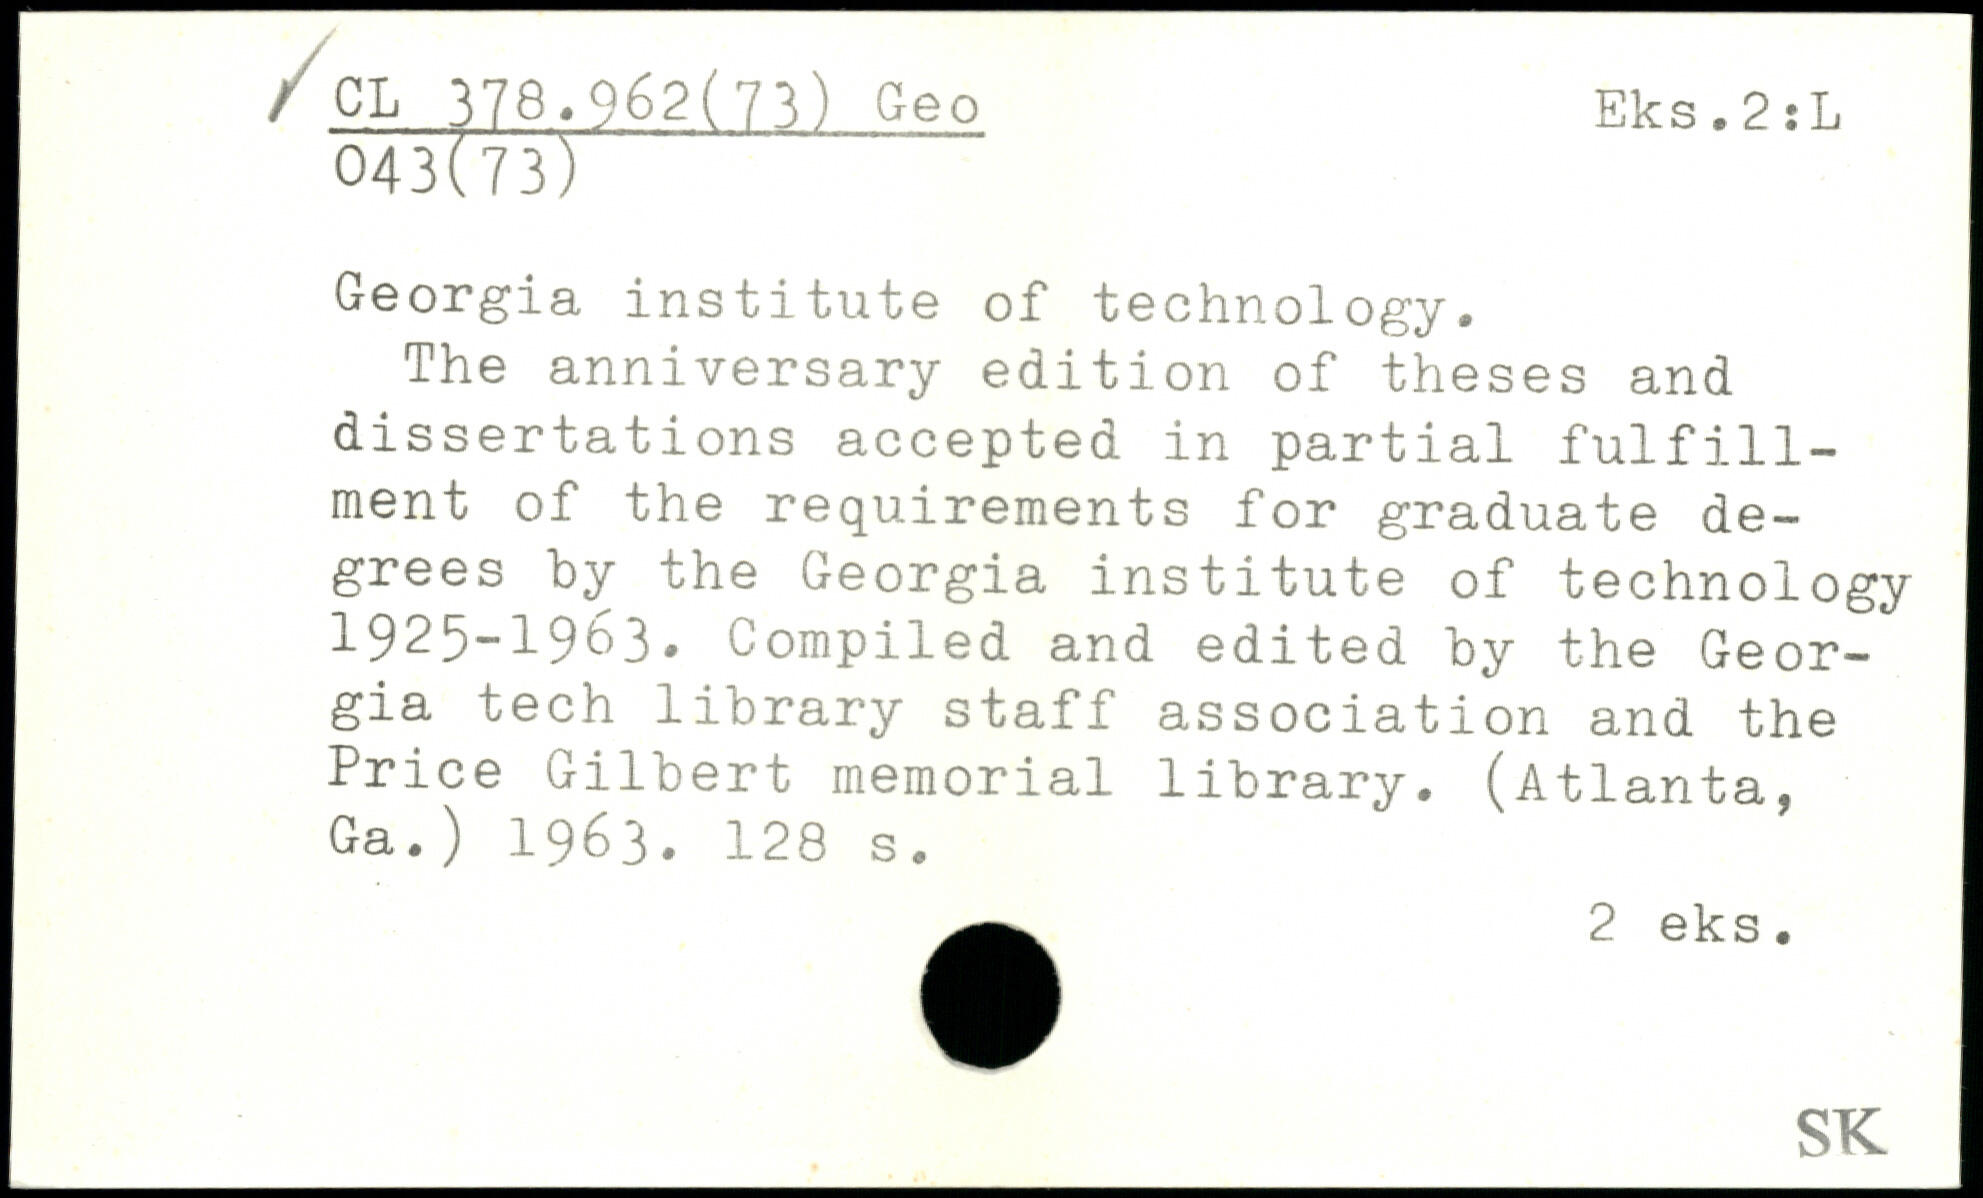 CL 378.962(73) Geo Eks.2:L
043(73)
Georgia institute of technology.
The anniversary edition of theses and
dissertations accepted in partial fulfill-
ment of the requirements for graduate de-
grees by the Georgia institute of technology
1925-1963. Compiled and edited by the Geor-
gia tech library staff association and the
Price Gilbert memorial library. (Atlanta,
Ga.) 1963. 128 s.
2 eks.
SK